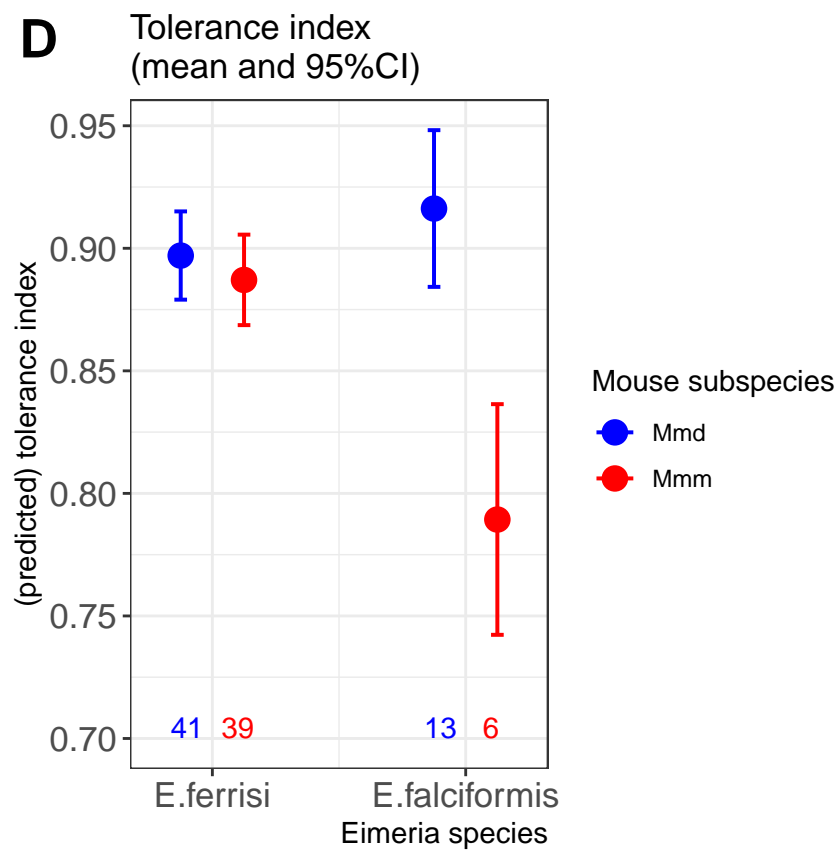 D
Tolerance index
(mean and 95%CI)
(predicted) tolerance index
0.95
0.90
0.85
0.80
0.75
0.70
41 39 13 6
E.ferrisi E.falciformis
Eimeria species
Mouse subspecies
Mmd
Mmm